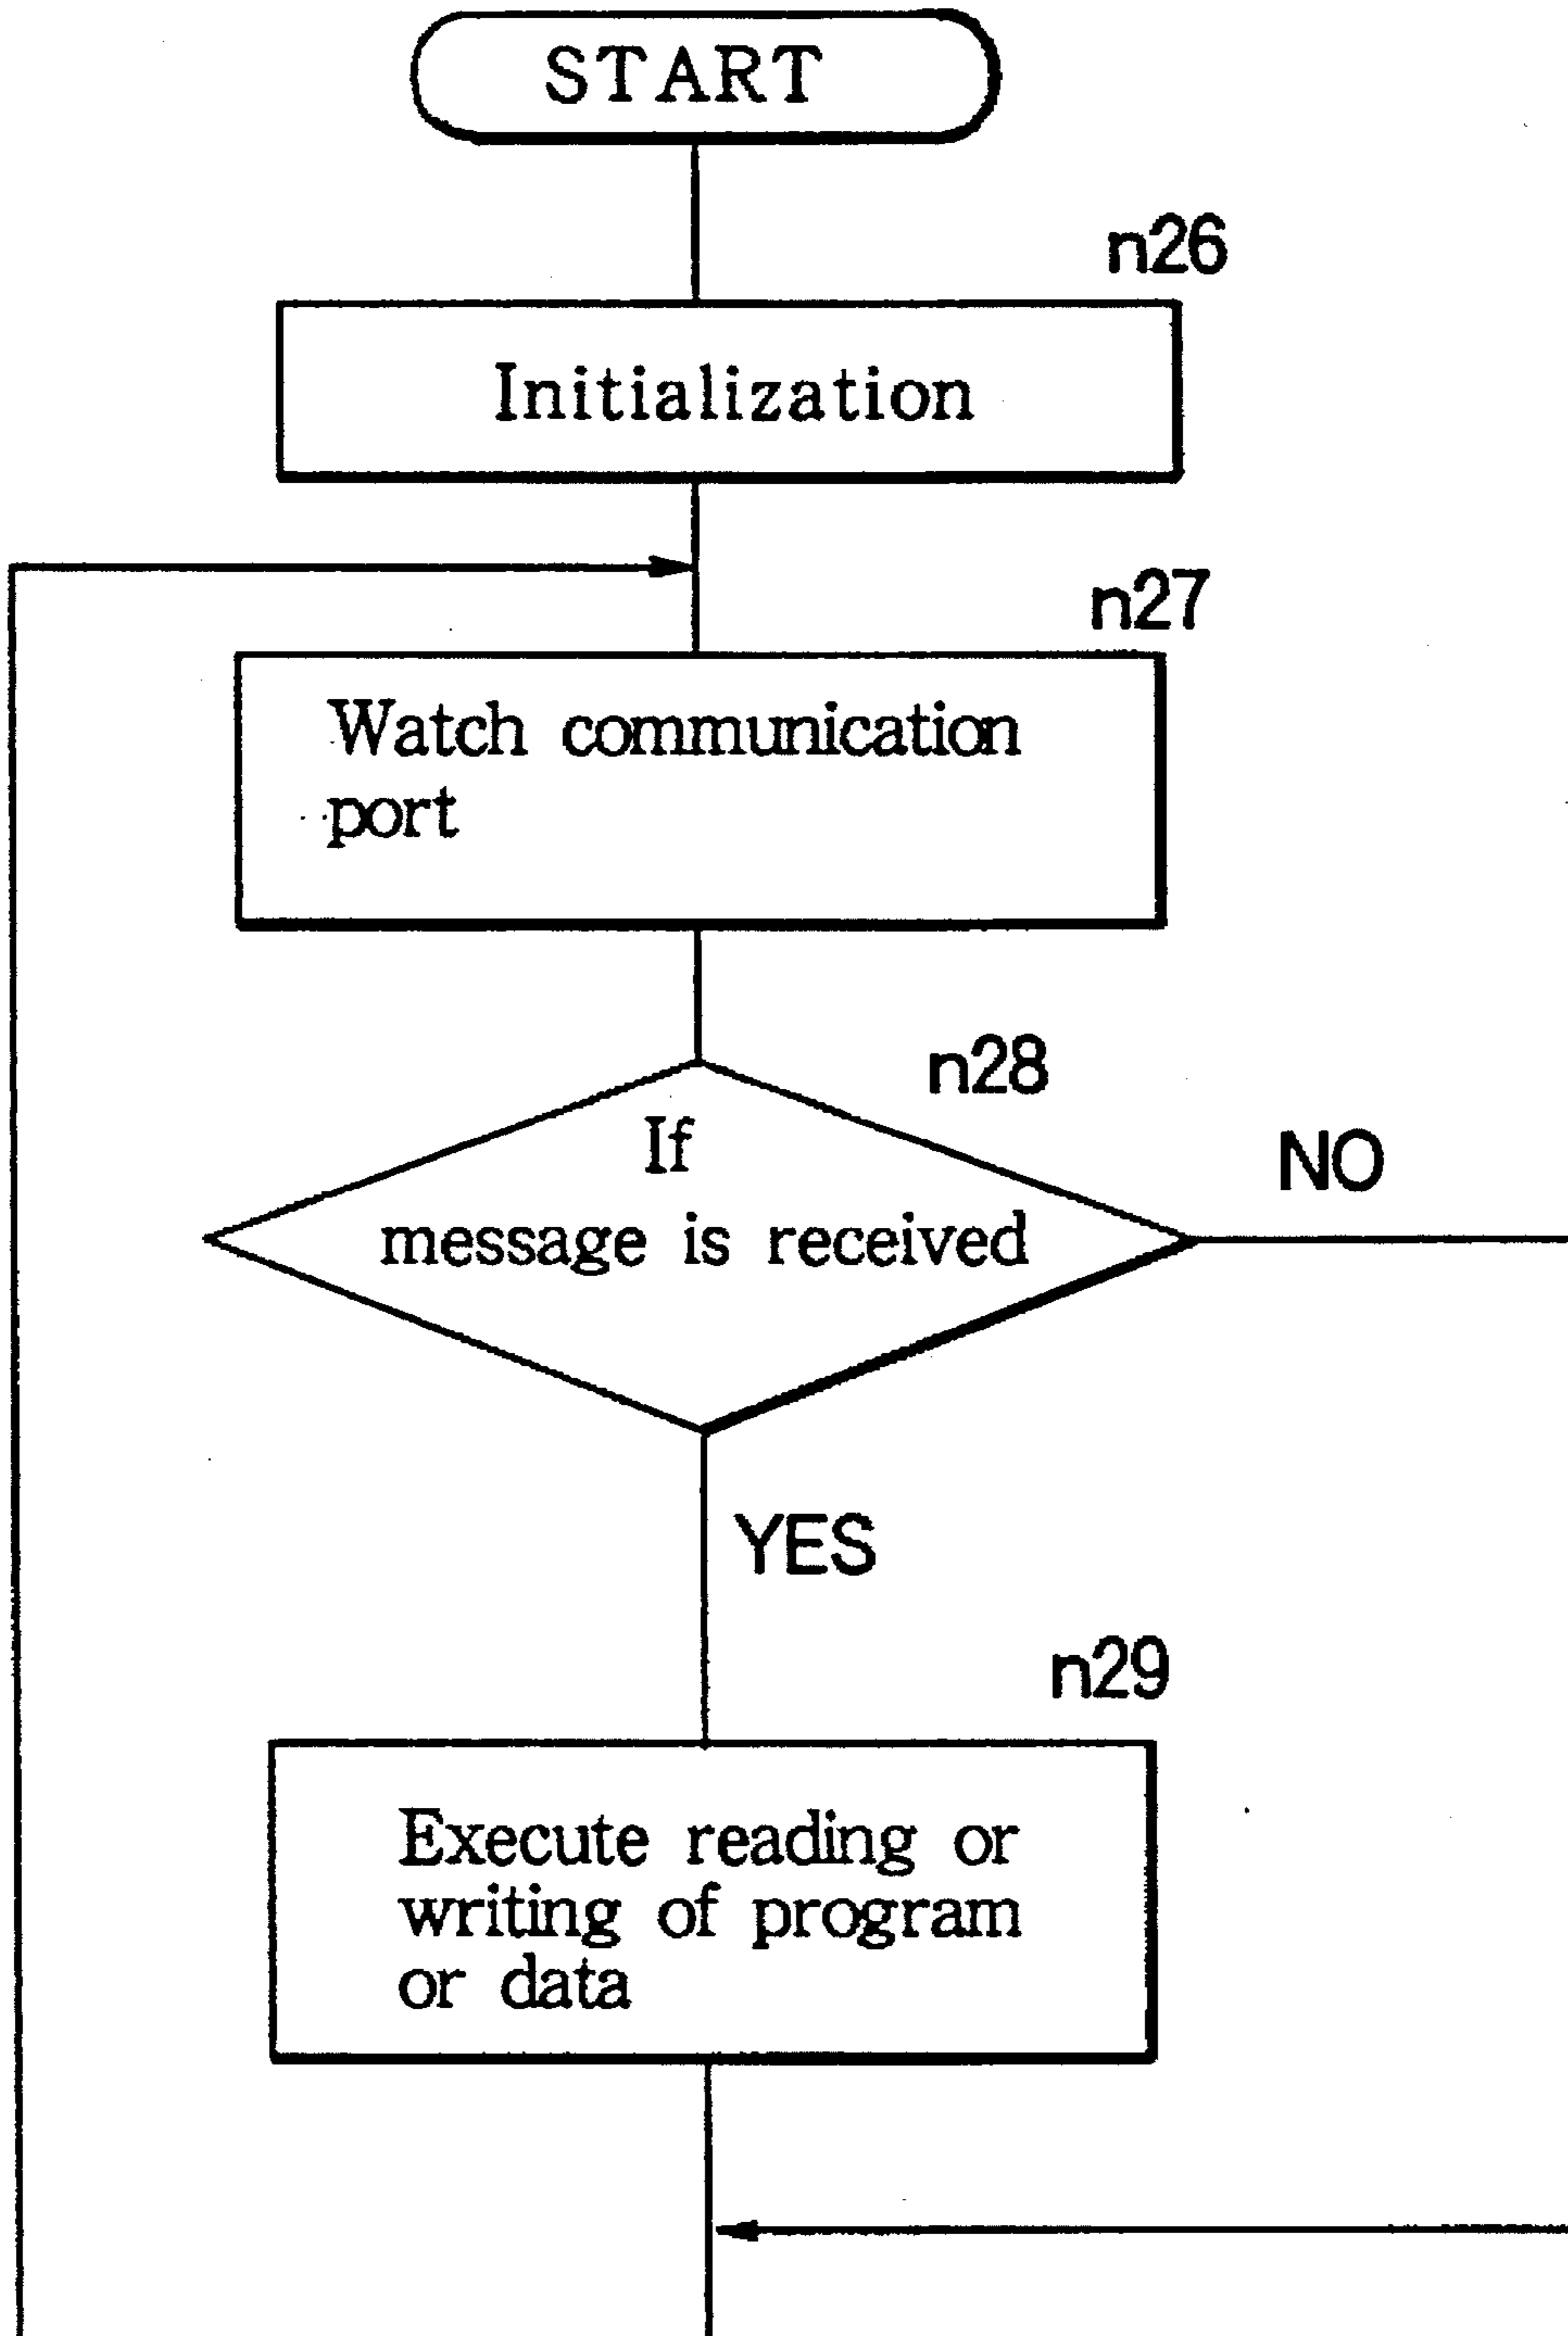 START
n26
Initialization
n27
Watch communication
port
n28
If
message is received
NO
YES
n29
Execute reading or
writing of program
or data